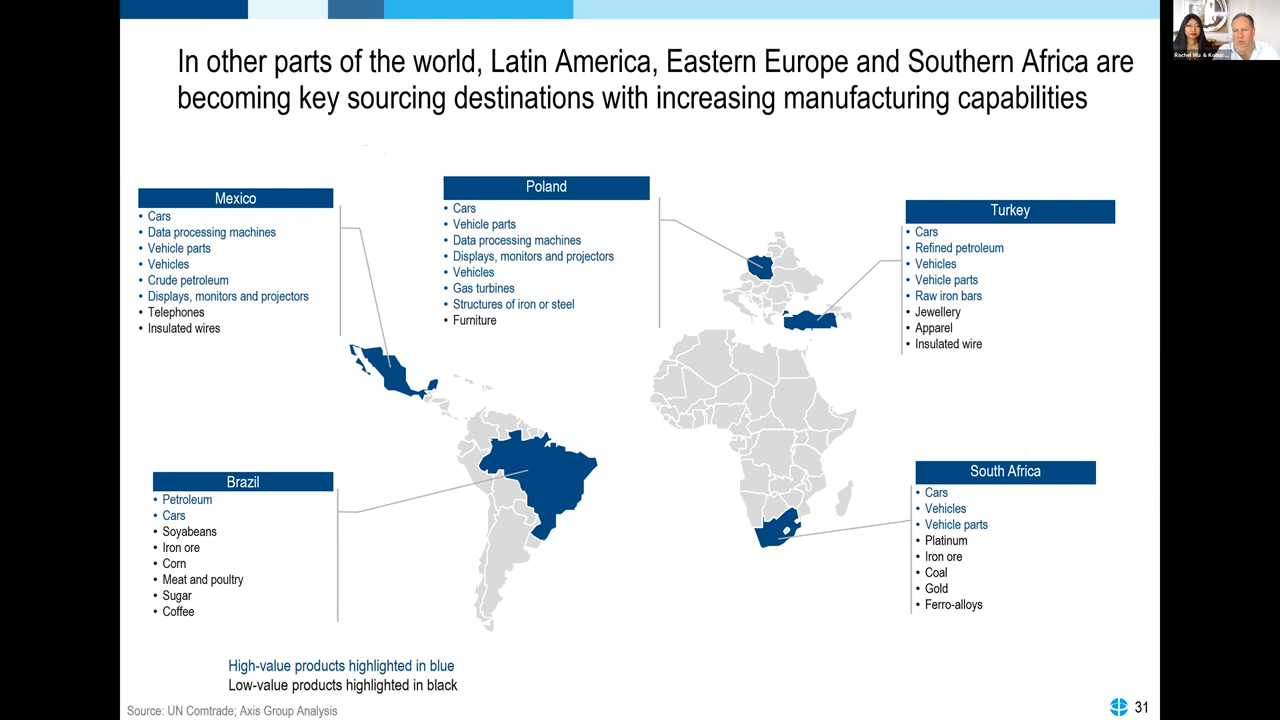 In other parts of the world, Latin America, Eastern Europe and Southern Africa are
becoming key sourcing destinations with increasing manufacturing capabilities
Rachel Wu & Kobus ...
Mexico
• Cars
• Data processing machines
• Vehicle parts
• Vehicles
• Crude petroleum
• Displays, monitors and projectors
• Telephones
• Insulated wires
Poland
• Cars
• Vehicle parts
• Data processing machines
• Displays, monitors and projectors
• Vehicles
• Gas turbines
• Structures of iron or steel
• Furniture
Turkey
• Cars
• Refined petroleum
• Vehicles
• Vehicle parts
• Raw iron bars
• Jewellery
• Apparel
• Insulated wire
Brazil
• Petroleum
• Cars
• Soyabeans
• Iron ore
• Corn
• Meat and poultry
• Sugar
• Coffee
South Africa
• Cars
• Vehicles
• Vehicle parts
• Platinum
• Iron ore
• Coal
• Gold
• Ferro-alloys
High-value products highlighted in blue
Low-value products highlighted in black
Source: UN Comtrade; Axis Group Analysis
31